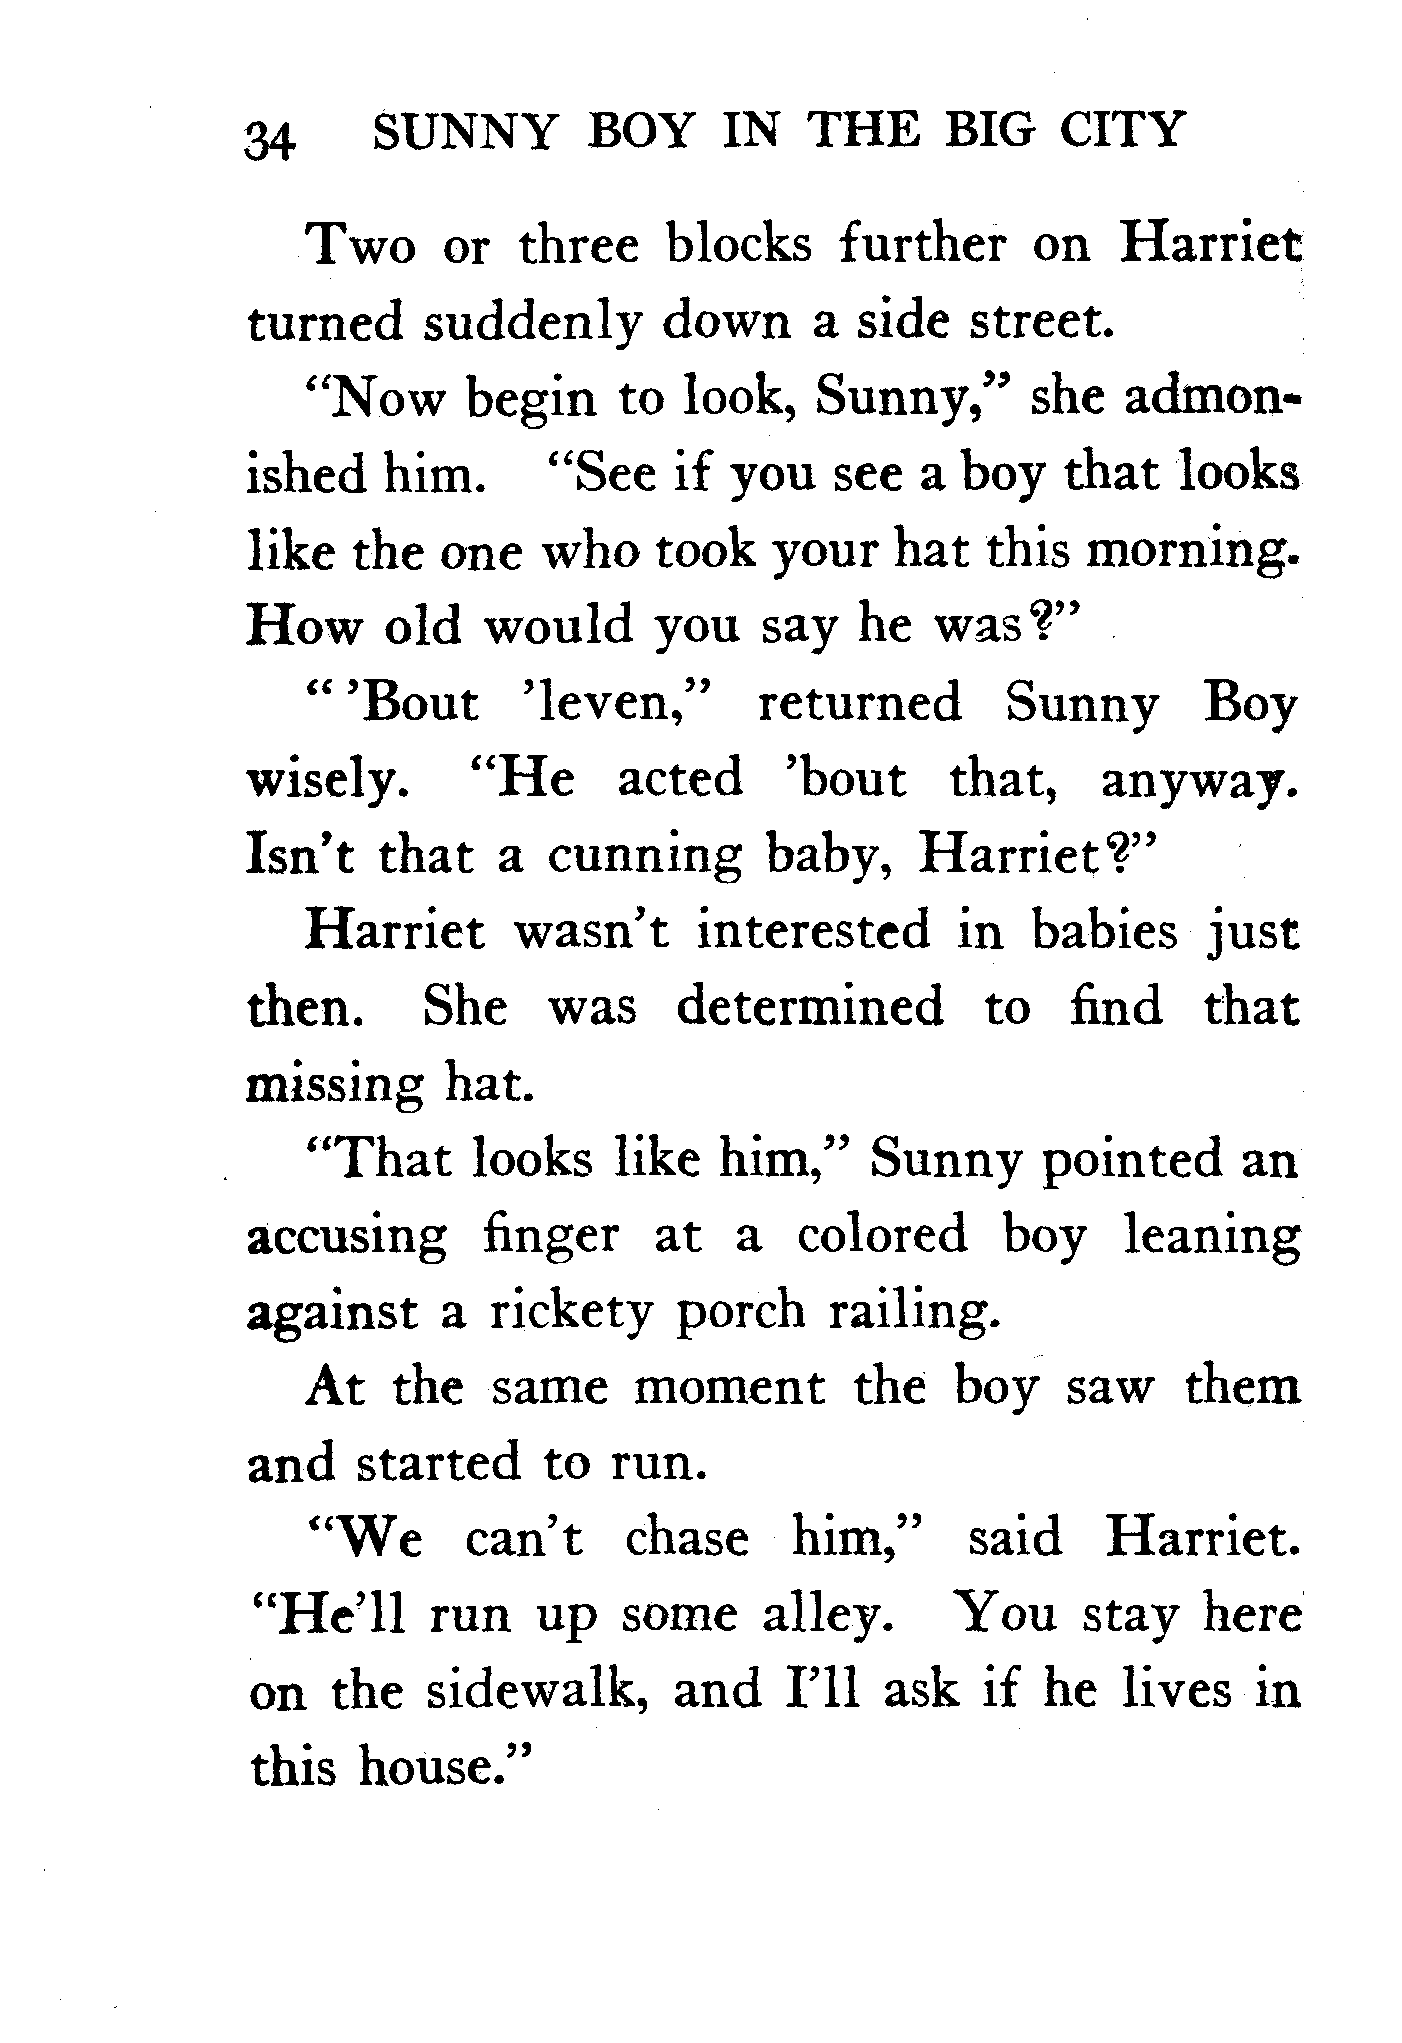 34 SUNNY BOY IN THE BIG CITY
Two or three blocks further on Harriet
turned suddenly down a side street.
“Now begin to look, Sunny,” she admon-
ished him. “See if you see a boy that looks
like the one who took your hat this morning.
How old would you say he was?”
“ ’Bout ’leven,” returned Sunny Boy
wisely. “He acted ’bout that, anyway.
Isn’t that a cunning baby, Harriet?”
Harriet wasn’t interested in babies just
then. She was determined to find that
missing hat.
“That looks like him,” Sunny pointed an
accusing finger at a colored boy leaning
against a rickety porch railing.
At the same moment the boy saw them
and started to run.
“We can’t chase him,” said Harriet.
“He’ll run up some alley. You stay here
on the sidewalk, and I’ll ask if he lives in
this house.”